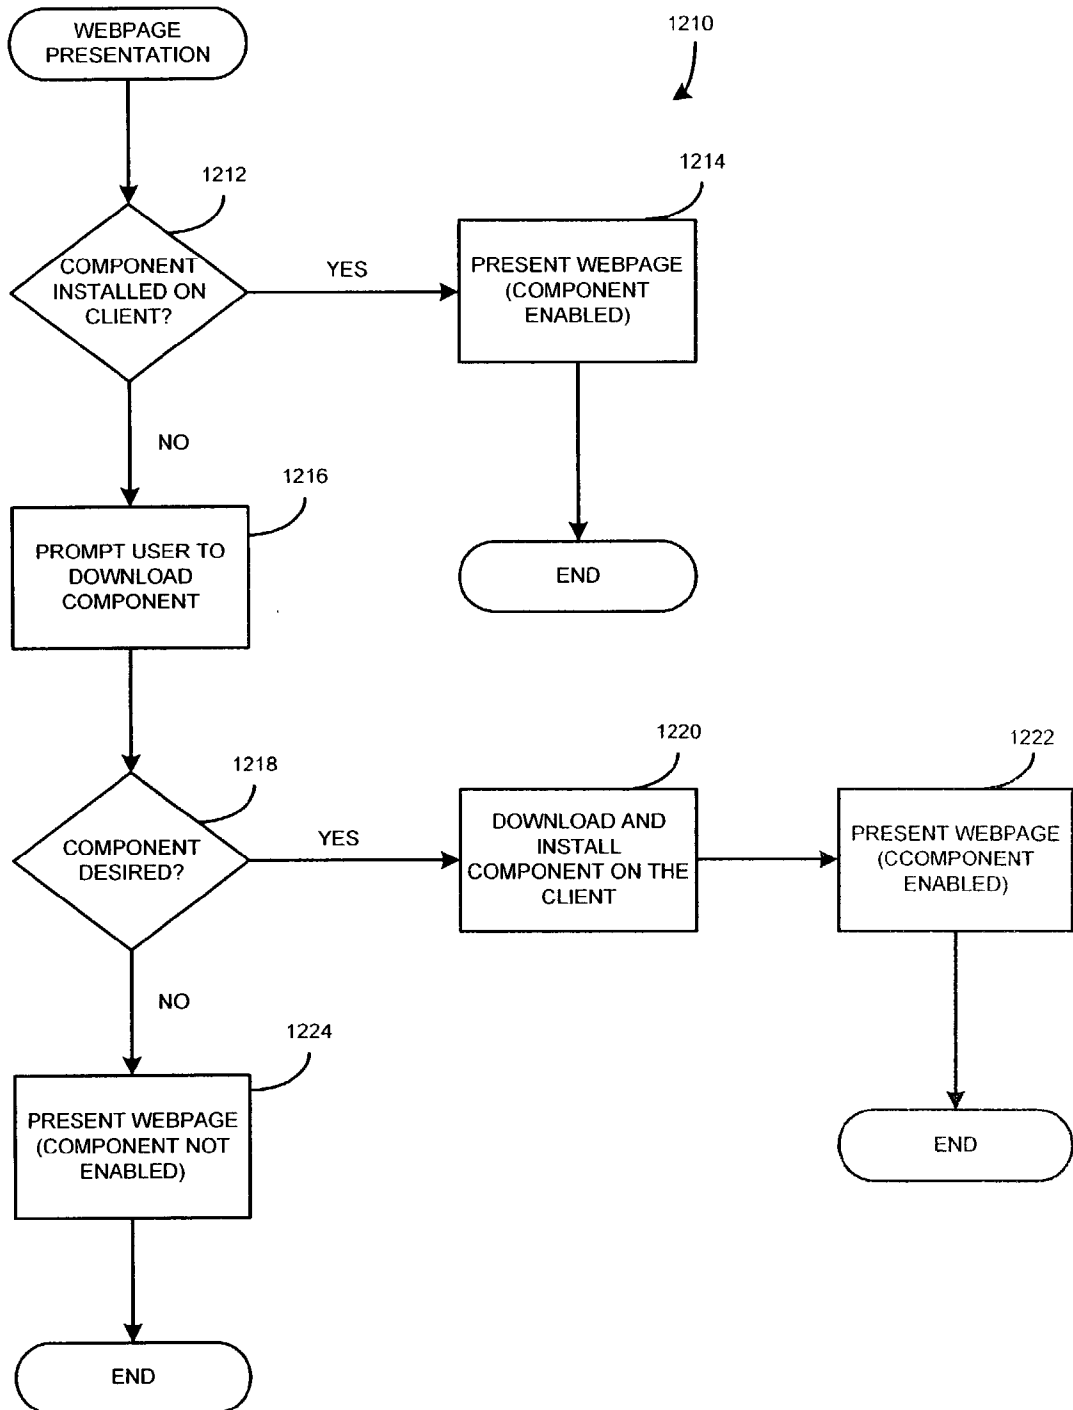 WEBPAGE
PRESENTATION
1210
1212
1214
COMPONENT
INSTALLED ON
CLIENT?
YES
PRESENT WEBPAGE
(COMPONENT
ENABLED)
NO
1216
PROMPT USER TO
DOWNLOAD
COMPONENT
END
1218
1220
1222
COMPONENT
DESIRED?
YES
DOWNLOAD AND
INSTALL
COMPONENT ON THE
CLIENT
PRESENT WEBPAGE
(CCOMPONENT
ENABLED)
NO
1224
PRESENT WEBPAGE
(COMPONENT NOT
ENABLED)
END
END